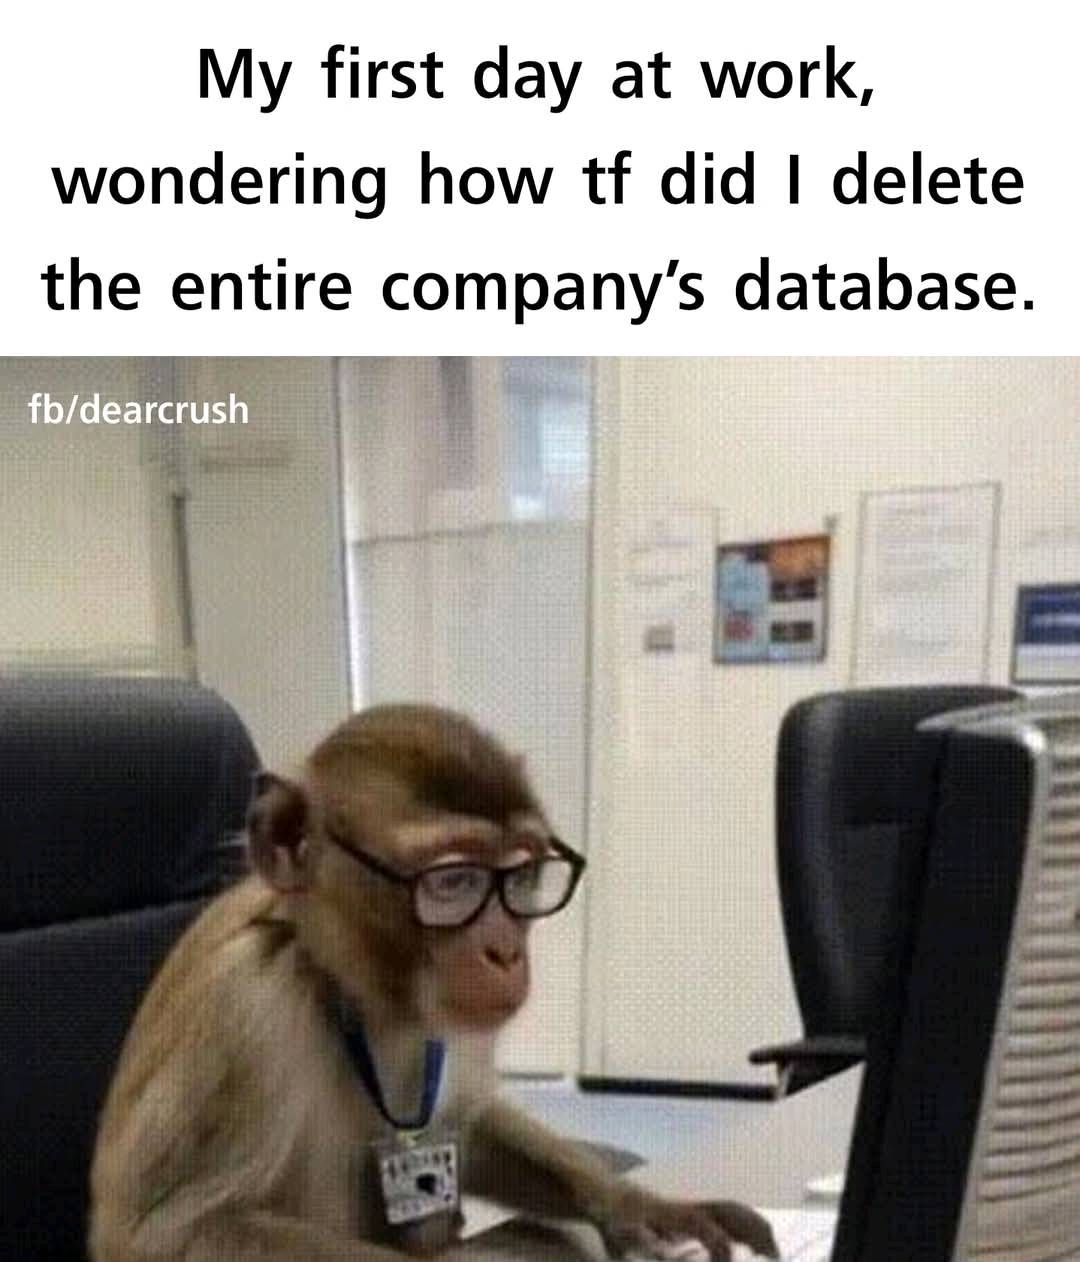 My first day at work,
wondering how tf did I delete
the entire company’s database.
fb/dearcrush